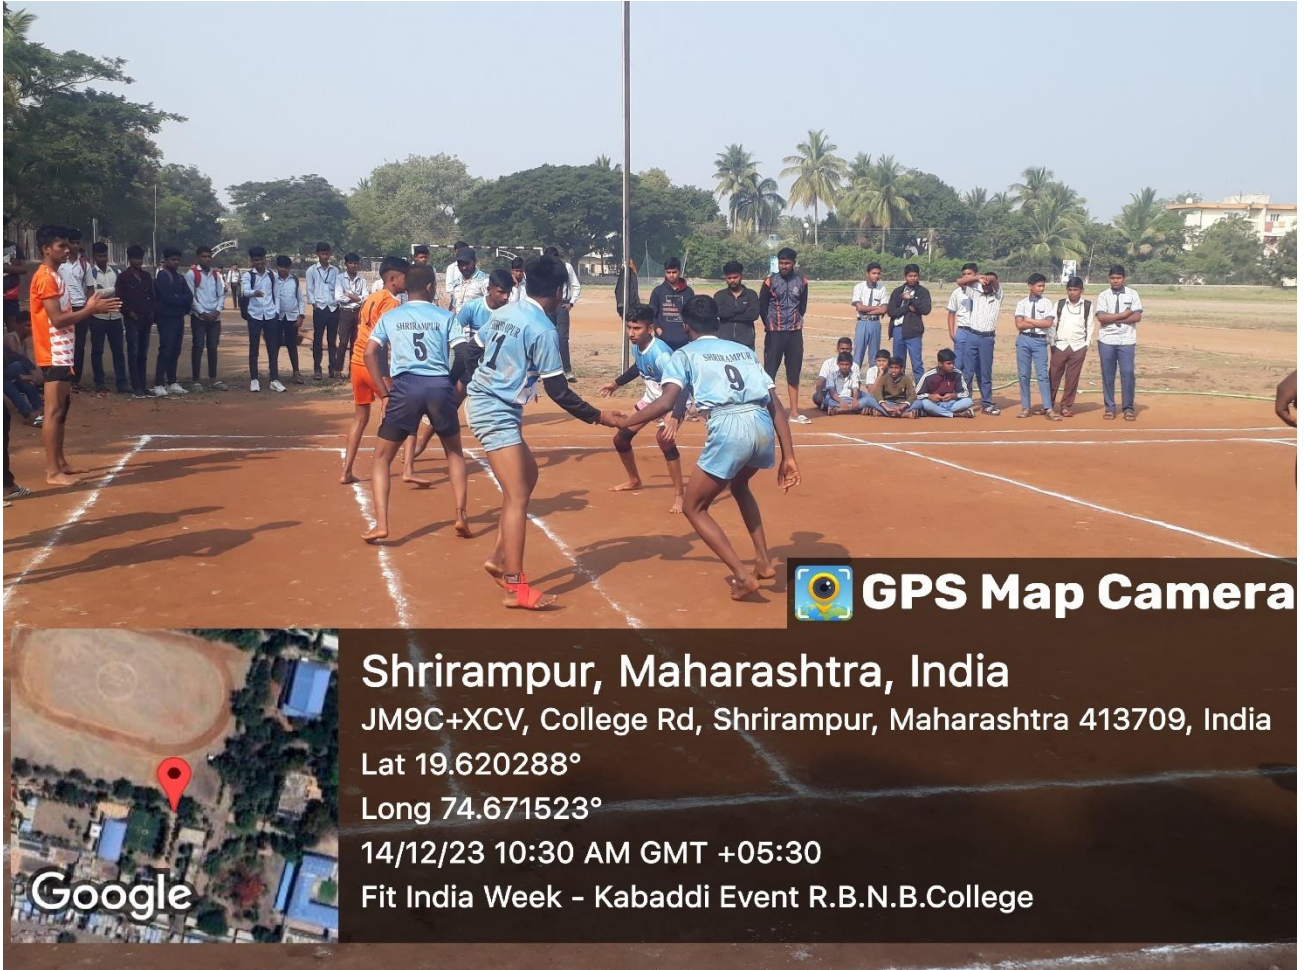 SHRIRAMPUR
5
SHRIRAMPUR
1
SHRIRAMPUR
9
GPS Map Camera
Shrirampur, Maharashtra, India
JM9C+XCV, College Rd, Shrirampur, Maharashtra 413709, India
Lat 19.620288°
Long 74.671523°
14/12/23 10:30 AM GMT +05:30
Fit India Week - Kabaddi Event R.B.N.B.College
Google